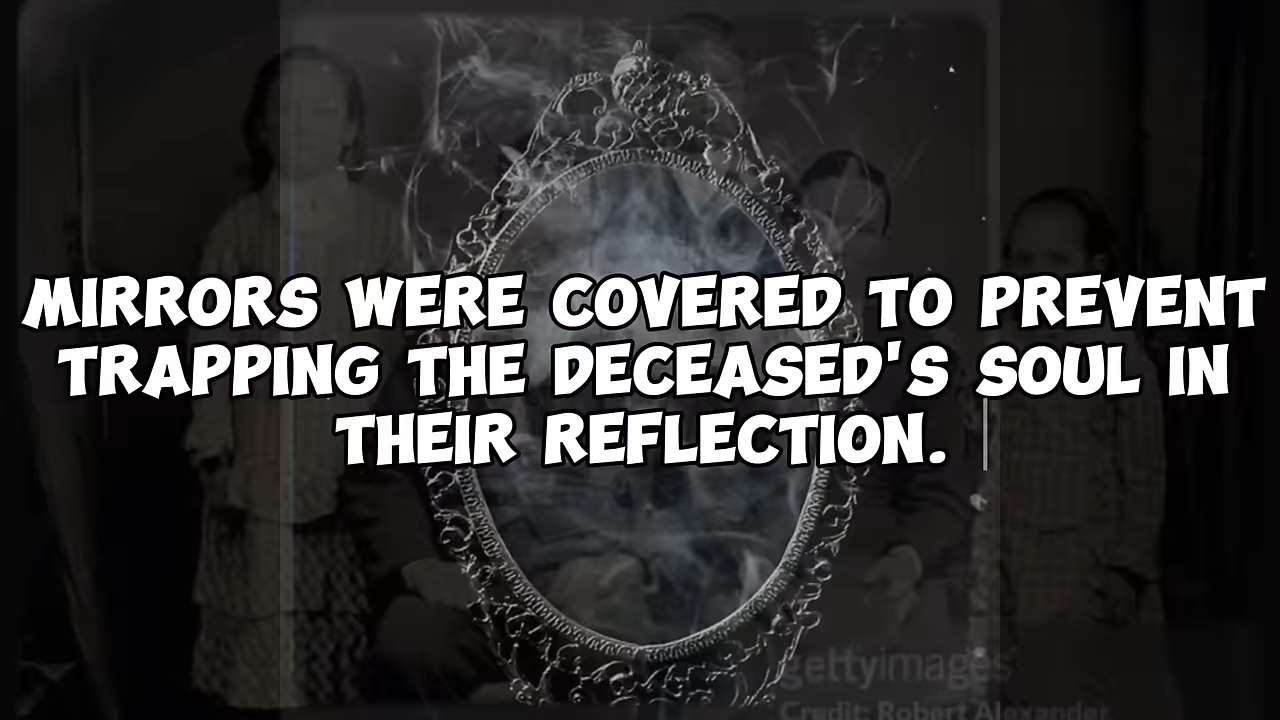 MIRRORS WERE COVERED TO PREVENT
TRAPPING THE DECEASED'S SOUL IN
THEIR REFLECTION.
gettyimages
Credit: Robert Alexander